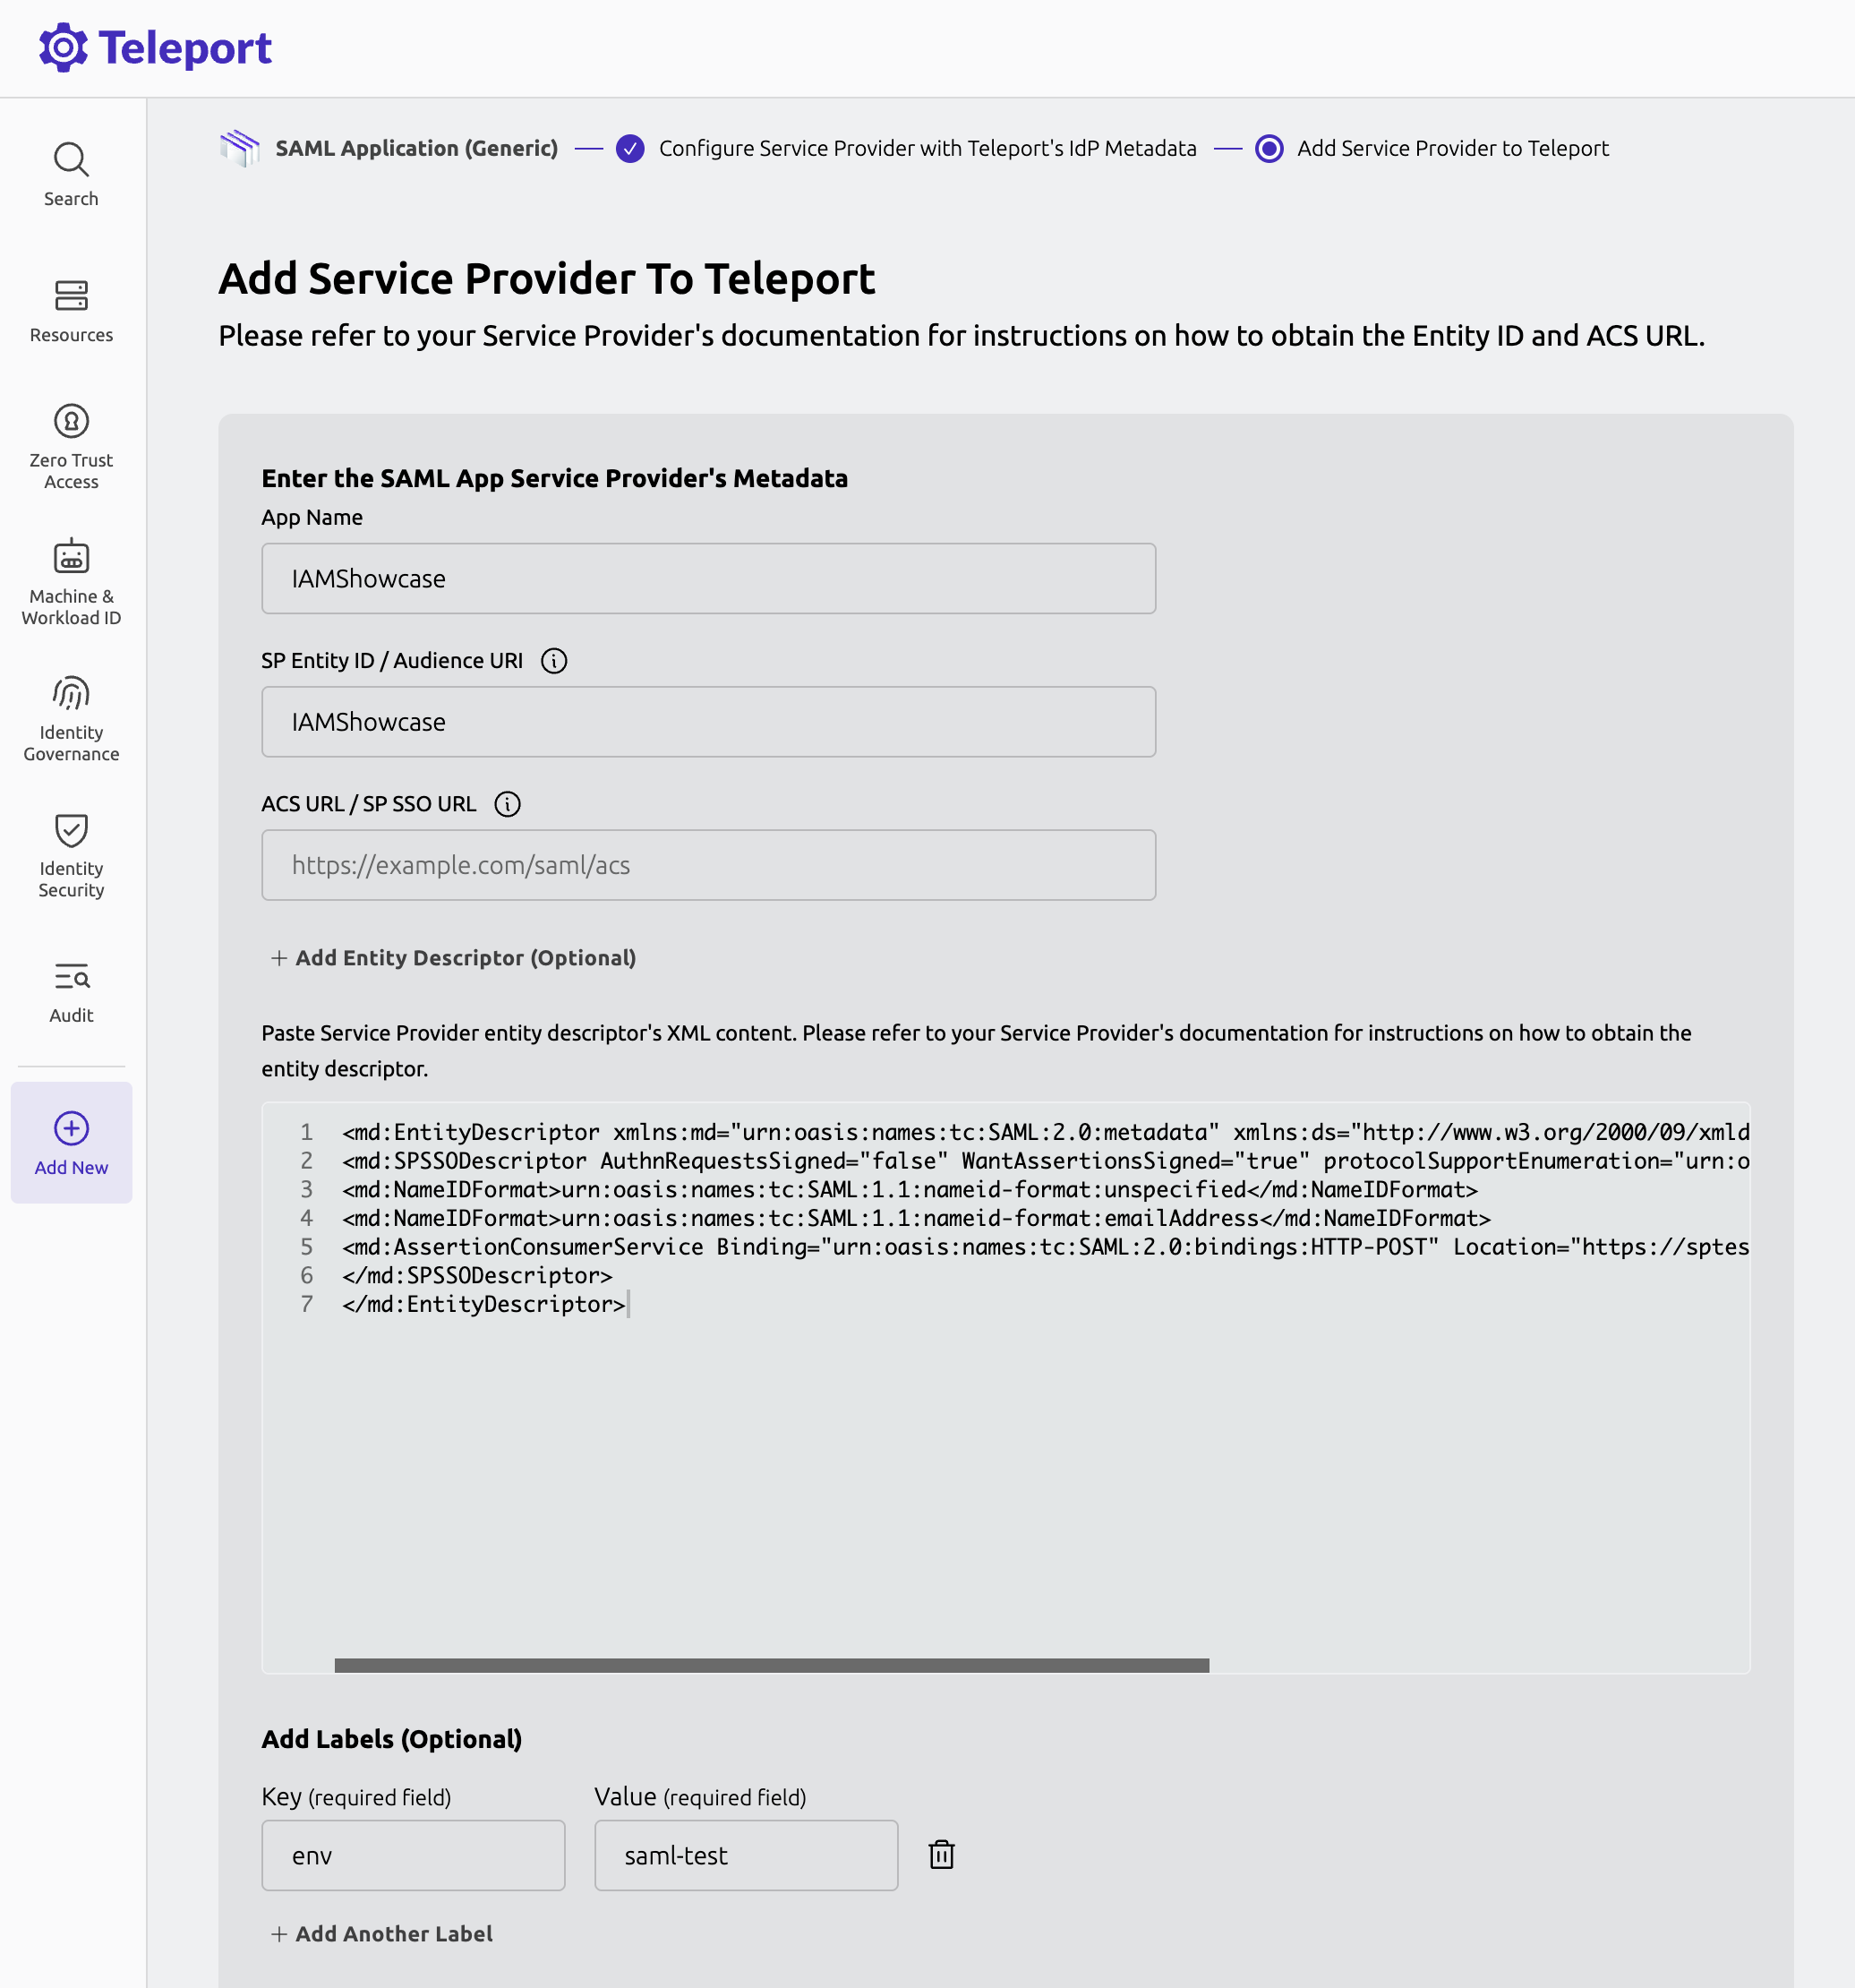 Teleport
Search
Resources
Zero Trust
Access
Machine &
Workload ID
Identity
Governance
Identity
Security
Audit
Add New
SAML Application (Generic)
Configure Service Provider with Teleport's IdP Metadata
Add Service Provider to Teleport
Add Service Provider To Teleport
Please refer to your Service Provider's documentation for instructions on how to obtain the Entity ID and ACS URL.
Enter the SAML App Service Provider's Metadata
App Name
IAMShowcase
SP Entity ID / Audience URI
IAMShowcase
ACS URL / SP SSO URL
https://example.com/saml/acs
+ Add Entity Descriptor (Optional)
Paste Service Provider entity descriptor's XML content. Please refer to your Service Provider's documentation for instructions on how to obtain the
entity descriptor.
1 <md:EntityDescriptor xmlns:md="urn:oasis:names:tc:SAML:2.0:metadata" xmlns:ds="http://www.w3.org/2000/09/xmld
2 <md:SPSSODescriptor AuthnRequestsSigned="false" WantAssertionsSigned="true" protocolSupportEnumeration="urn:o
3 <md:NameIDFormat>urn:oasis:names:tc:SAML:1.1:nameid-format:unspecified</md:NameIDFormat>
4 <md:NameIDFormat>urn:oasis:names:tc:SAML:1.1:nameid-format:emailAddress</md:NameIDFormat>
5 <md:AssertionConsumerService Binding="urn:oasis:names:tc:SAML:2.0:bindings:HTTP-POST" Location="https://sptes
6 </md:SPSSODescriptor>
7 </md:EntityDescriptor>
Add Labels (Optional)
Key (required field) Value (required field)
env saml-test
+ Add Another Label